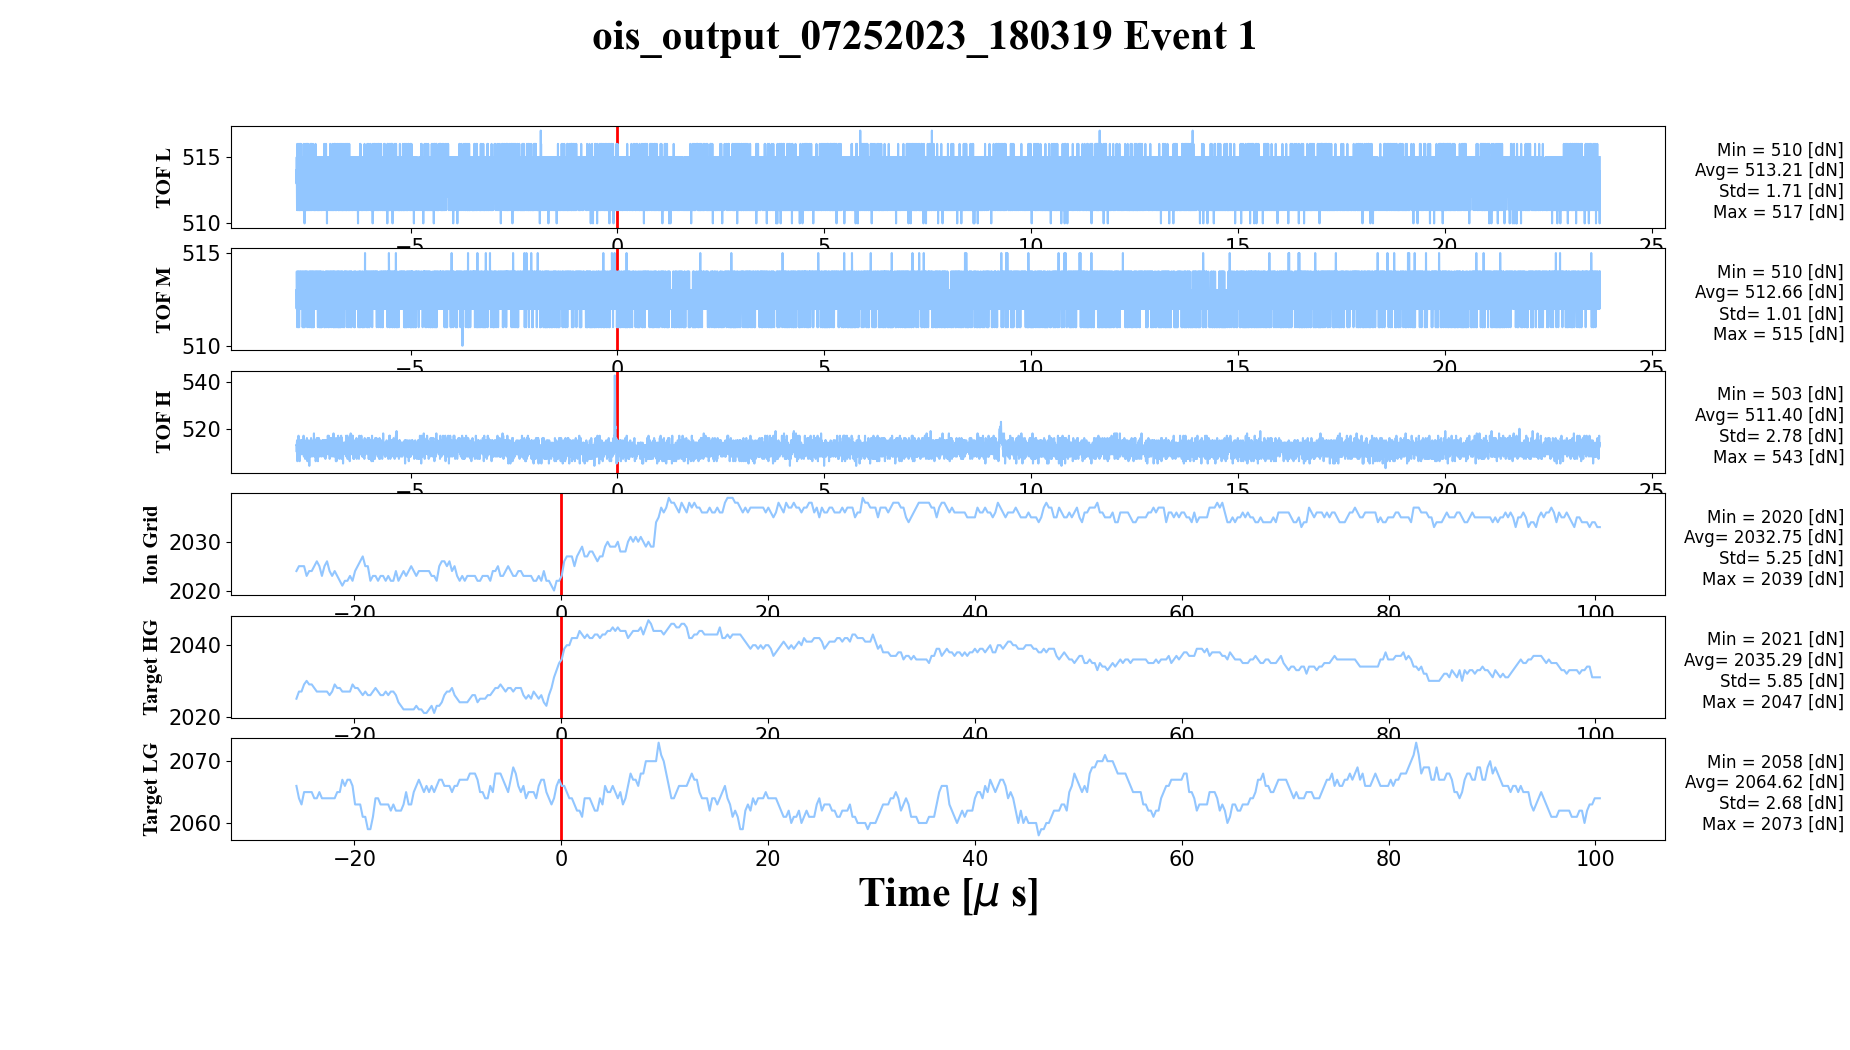 ois_output_07252023_180319 Event 1
TOF L
515
510
−5 0 5 10 15 20 25
Min = 510 [dN]
Avg= 513.21 [dN]
Std= 1.71 [dN]
Max = 517 [dN]
TOF M
515
510
−5 0 5 10 15 20 25
Min = 510 [dN]
Avg= 512.66 [dN]
Std= 1.01 [dN]
Max = 515 [dN]
TOF H
540
520
−5 0 5 10 15 20 25
Min = 503 [dN]
Avg= 511.40 [dN]
Std= 2.78 [dN]
Max = 543 [dN]
Ion Grid
2030
2020
−20 0 20 40 60 80 100
Min = 2020 [dN]
Avg= 2032.75 [dN]
Std= 5.25 [dN]
Max = 2039 [dN]
Target HG
2040
2020
−20 0 20 40 60 80 100
Min = 2021 [dN]
Avg= 2035.29 [dN]
Std= 5.85 [dN]
Max = 2047 [dN]
Target LG
2070
2060
−20 0 20 40 60 80 100
Min = 2058 [dN]
Avg= 2064.62 [dN]
Std= 2.68 [dN]
Max = 2073 [dN]
Time [μ s]